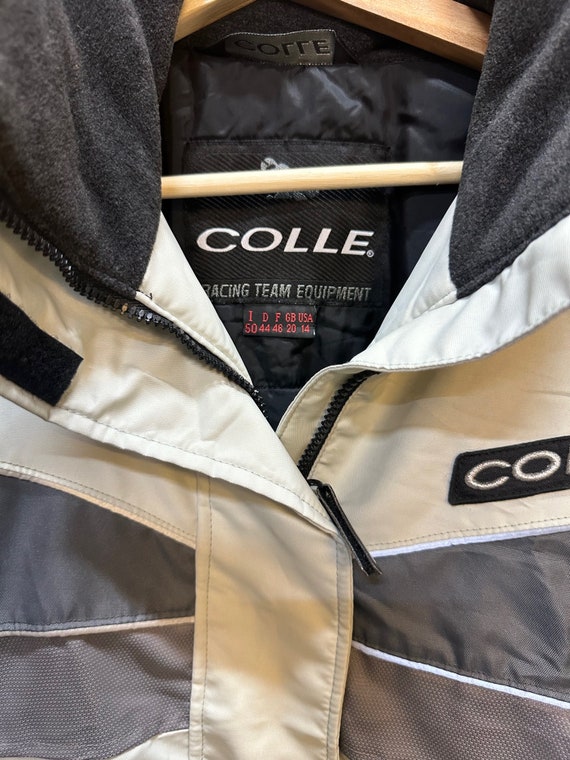 COLLE
COLLE®
RACING TEAM EQUIPMENT
I D F GB USA
50 44 48 20 14
COL